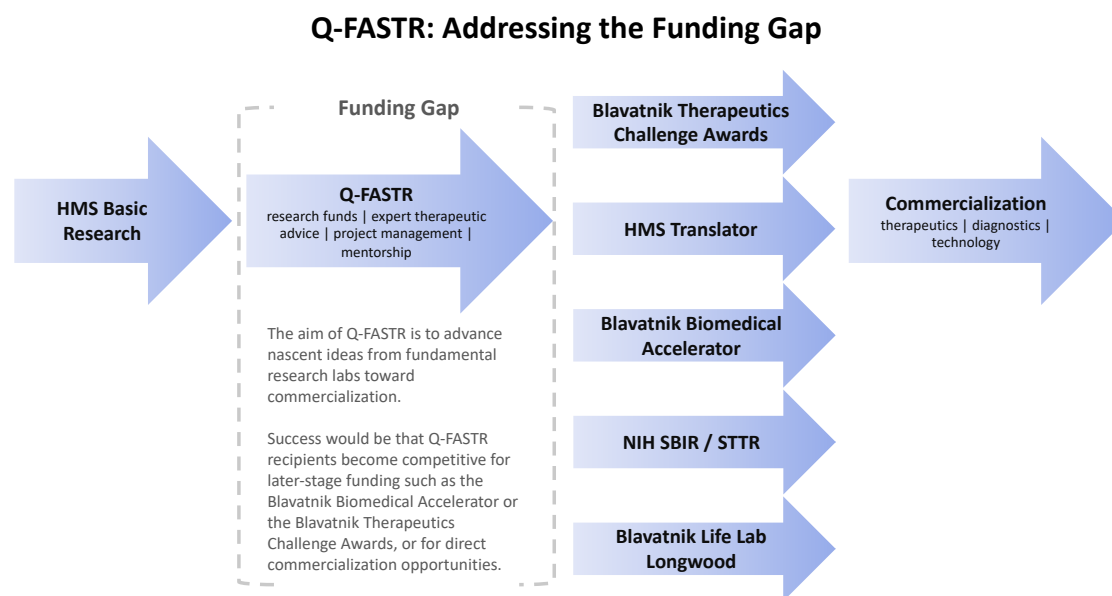 Q-FASTR: Addressing the Funding Gap
Funding Gap
HMS Basic
Research
Q-FASTR
research funds | expert therapeutic
advice | project management |
mentorship
The aim of Q-FASTR is to advance
nascent ideas from fundamental
research labs toward
commercialization.
Success would be that Q-FASTR
recipients become competitive for
later-stage funding such as the
Blavatnik Biomedical Accelerator or
the Blavatnik Therapeutics
Challenge Awards, or for direct
commercialization opportunities.
Blavatnik Therapeutics
Challenge Awards
HMS Translator
Blavatnik Biomedical
Accelerator
NIH SBIR / STTR
Blavatnik Life Lab
Longwood
Commercialization
therapeutics | diagnostics |
technology